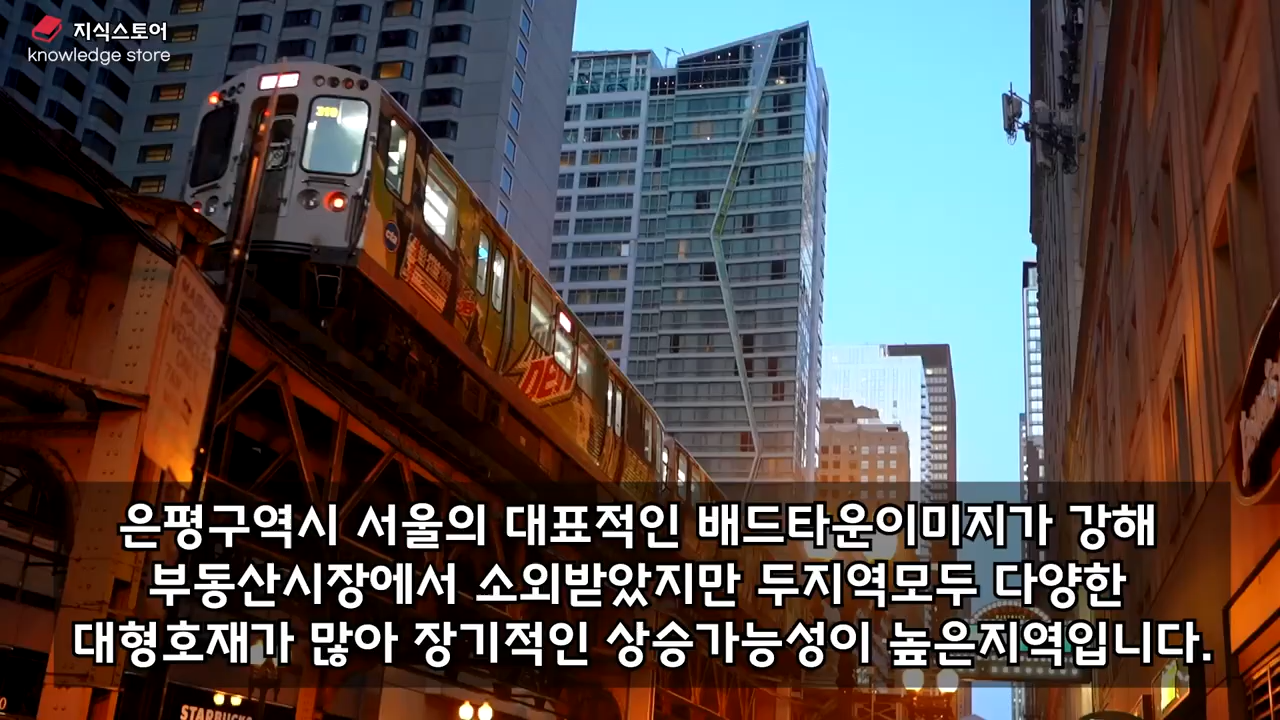 지식스토어
knowledge store
cta
DEW
은평구역시 서울의 대표적인 배드타운이미지가 강해
부동산시장에서 소외받았지만 두지역모두 다양한
대형호재가 많아 장기적인 상승가능성이 높은지역입니다.
STARBUCKS